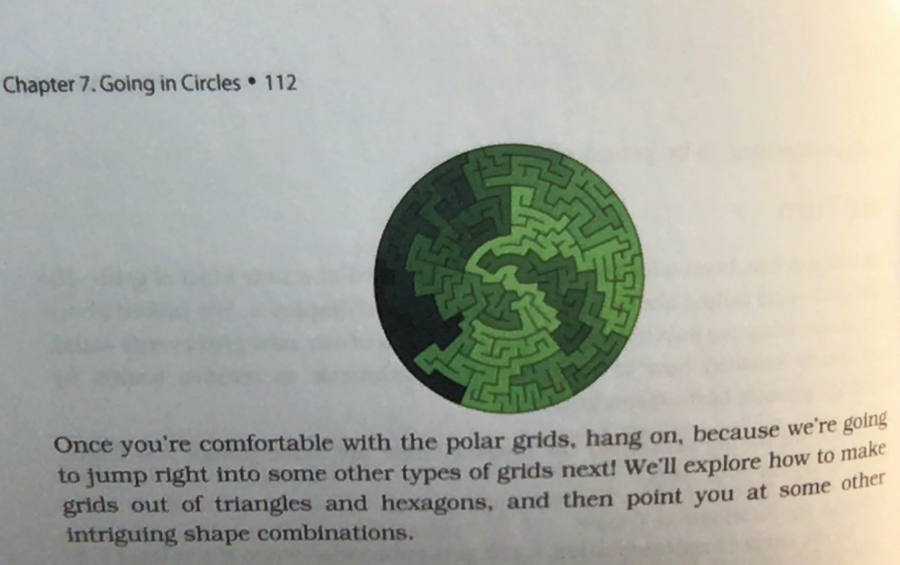 Chapter 7. Going in Circles • 112
Once you're comfortable with the polar grids, hang on, because we're going
to jump right into some other types of grids next! We'll explore how to make
grids out of triangles and hexagons, and then point you at some other
intriguing shape combinations.